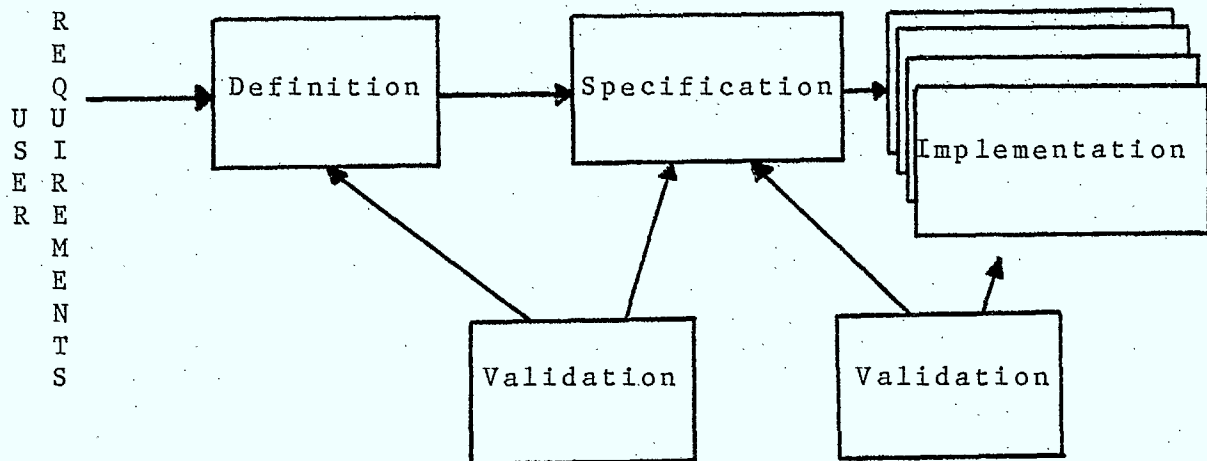 USER
REQUIREMENTS
Definition
Specification
Implementation
Validation
Validation